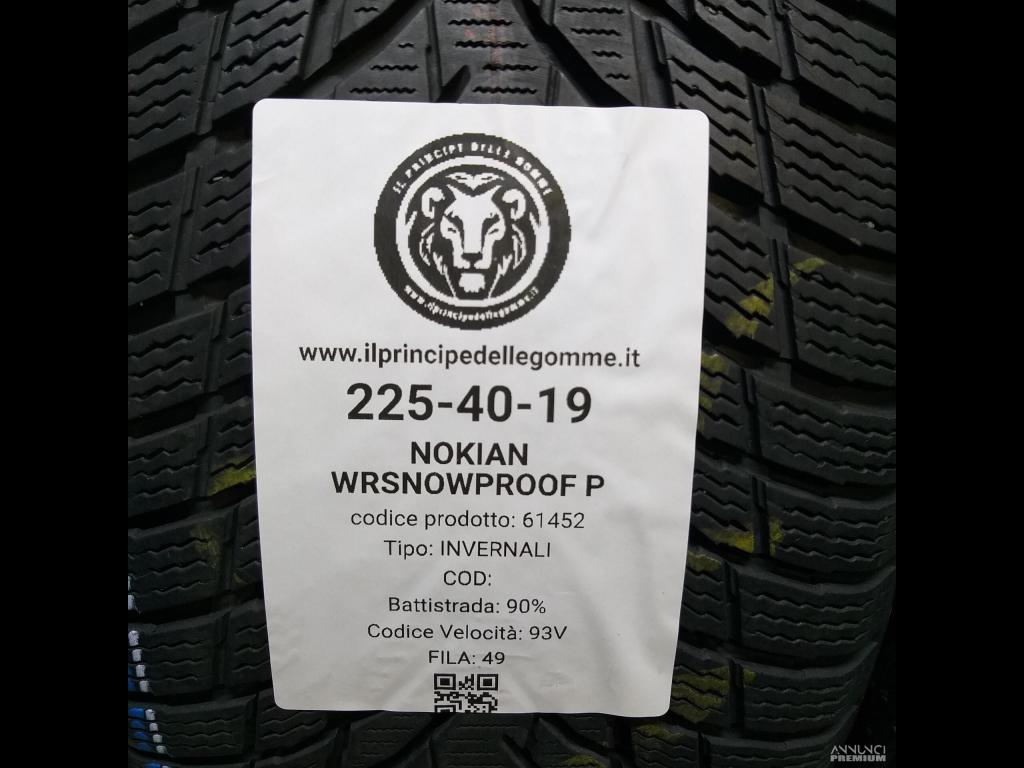 IL PRINCIPE DELLE GOMME
www.ilprincipedellegomme.it
www.ilprincipedellegomme.it
225-40-19
NOKIAN
WRSNOWPROOF P
codice prodotto: 61452
Tipo: INVERNALI
COD:
Battistrada: 90%
Codice Velocità: 93V
FILA: 49
ANNUNCI
PREMIUM